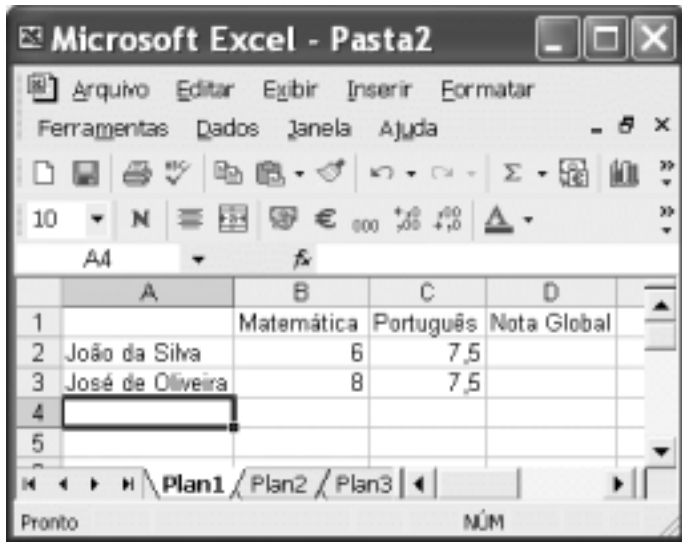 Microsoft Excel - Pasta2
Arquivo Editar Exibir Inserir Formatar
Ferramentas Dados Janela Ajuda
10 N € 000
A4 fx
A B C D
1 Matemática Português Nota Global
2 João da Silva 6 7,5
3 José de Oliveira 8 7,5
4
5
Plan1 Plan2 Plan3
Pronto NÚM